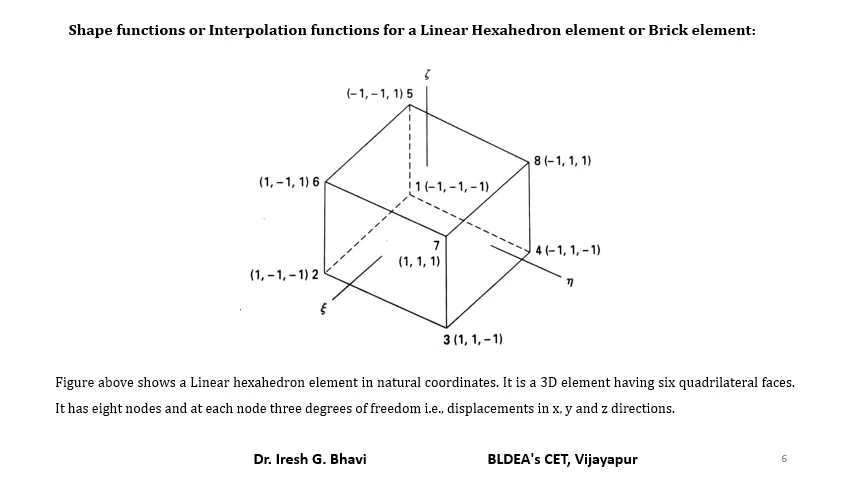 Shape functions or Interpolation functions for a Linear Hexahedron element or Brick element:
ζ
(−1, −1, 1) 5
8 (−1, 1, 1)
(1, −1, 1) 6
1 (−1, −1, −1)
7
(1, 1, 1)
4 (−1, 1, −1)
(1, −1, −1) 2
η
ξ
3 (1, 1, −1)
Figure above shows a Linear hexahedron element in natural coordinates. It is a 3D element having six quadrilateral faces.
It has eight nodes and at each node three degrees of freedom i.e., displacements in x, y and z directions.
Dr. Iresh G. Bhavi BLDEA's CET, Vijayapur 6